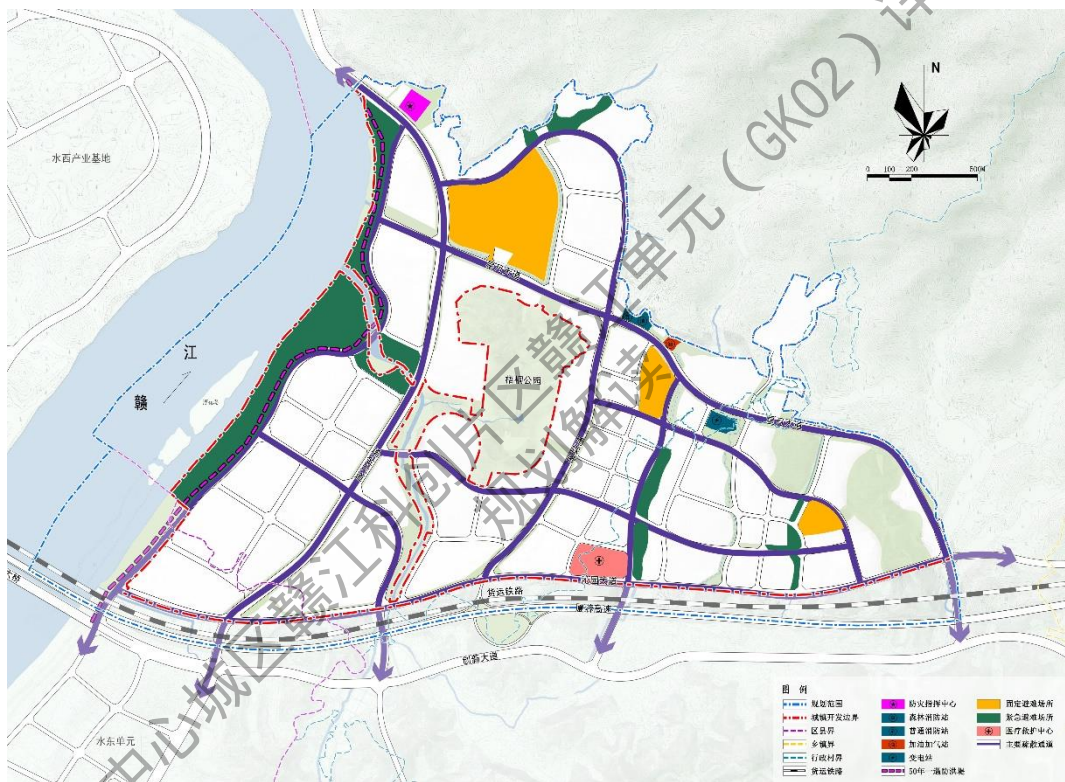 中心城区赣江科创片区赣江单元（GK02）详
规划解读
N
0 100 200 500M
水西产业基地
江
赣
梧桐公园
货运铁路
创新大道
水东单元
图 例
规划范围
城镇开发边界
区县界
乡镇界
行政村界
货运铁路
防灾指挥中心
森林消防站
普通消防站
加油加气站
变电站
50年一遇防洪堤
固定避难场所
紧急避难场所
医疗救护中心
主要疏散通道